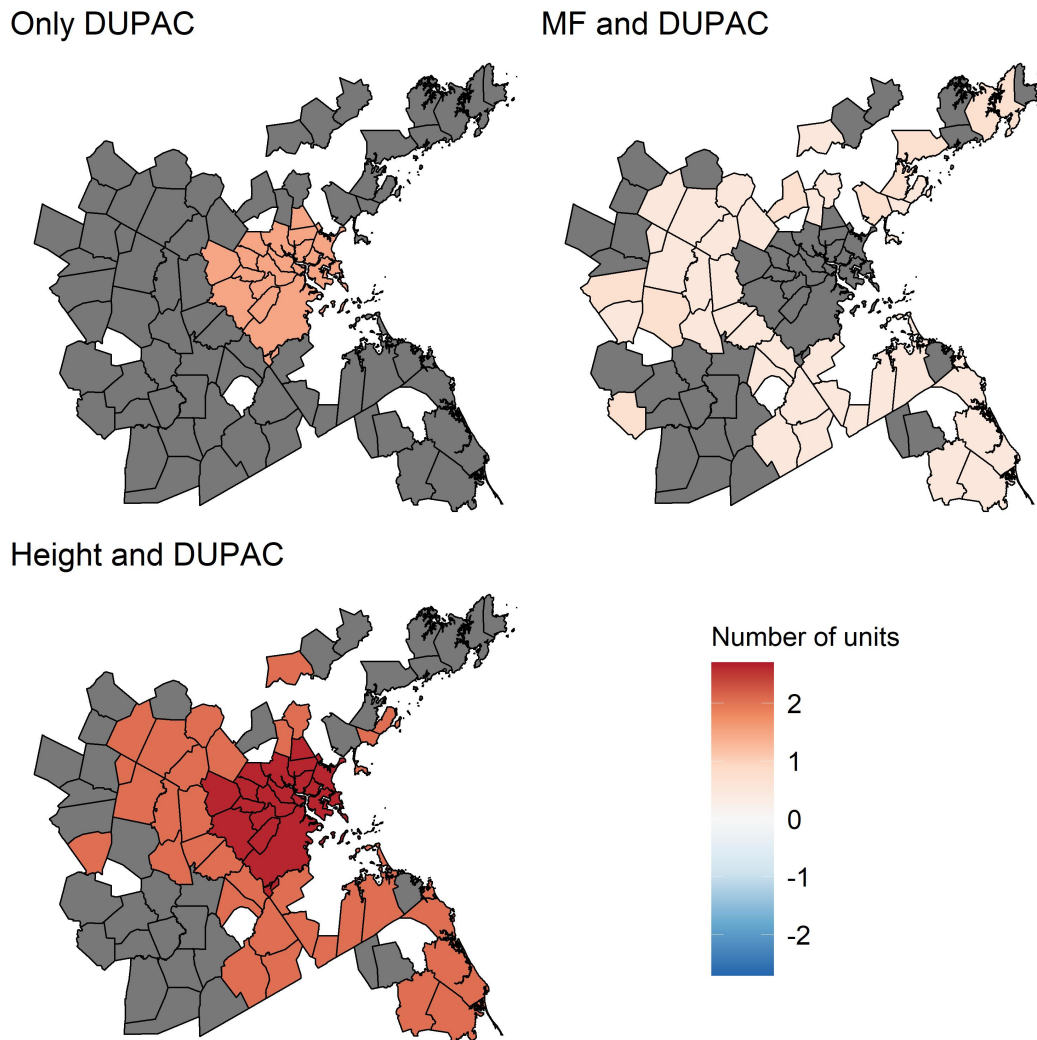 Only DUPAC
MF and DUPAC
Height and DUPAC
Number of units
2
1
0
-1
-2